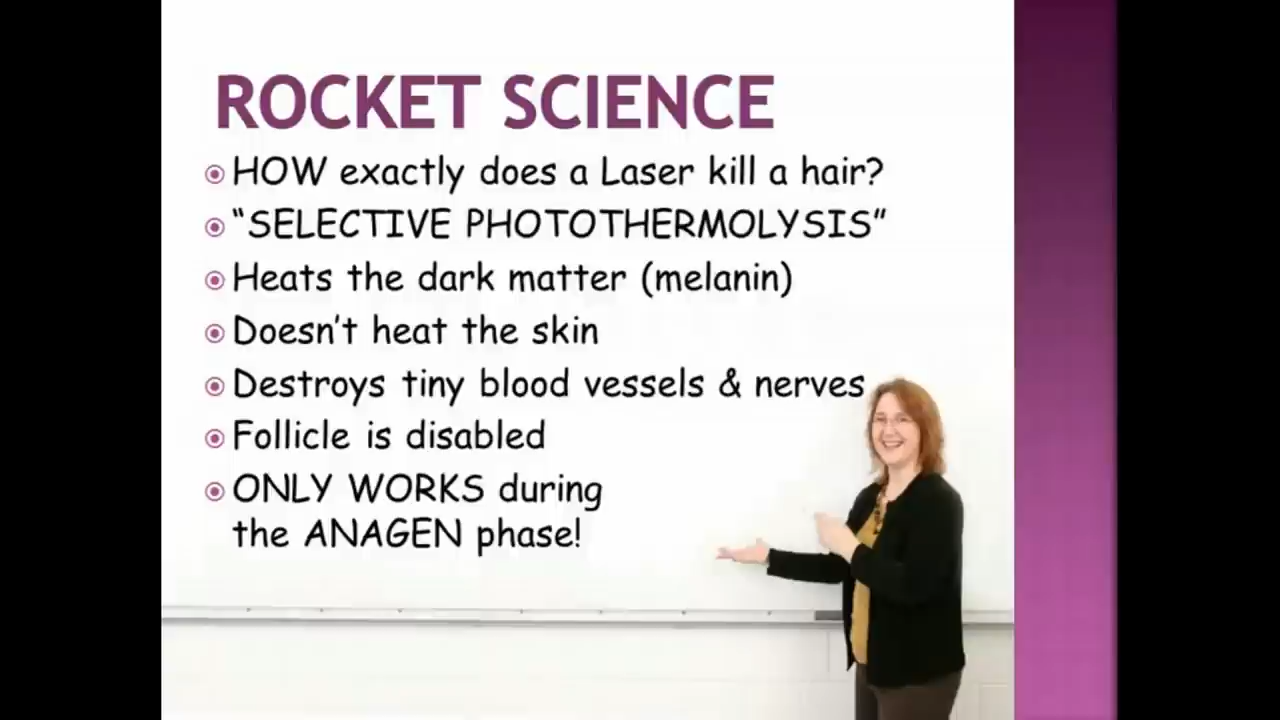 ROCKET SCIENCE
HOW exactly does a Laser kill a hair?
“SELECTIVE PHOTOTHERMOLYSIS”
Heats the dark matter (melanin)
Doesn’t heat the skin
Destroys tiny blood vessels & nerves
Follicle is disabled
ONLY WORKS during
the ANAGEN phase!